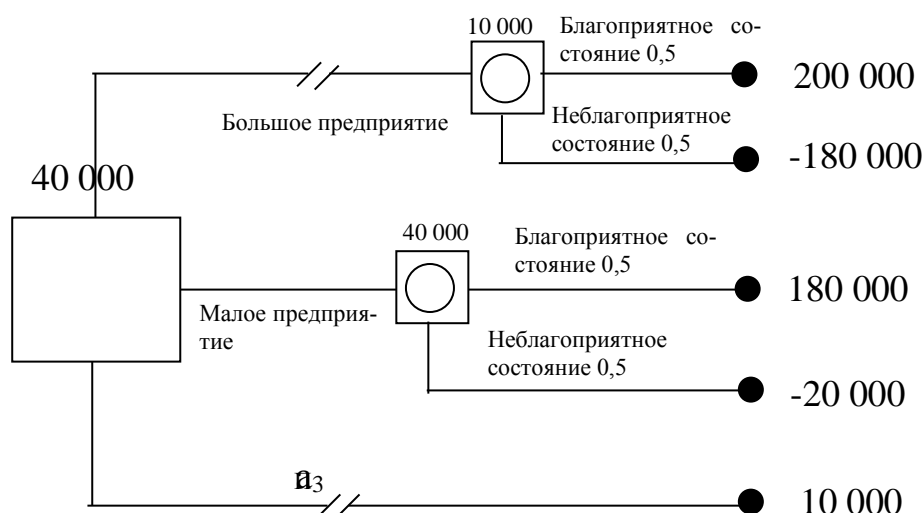 10 000
Благоприятное со-
стояние 0,5
200 000
Большое предприятие
Неблагоприятное
состояние 0,5
-180 000
40 000
40 000
Благоприятное со-
стояние 0,5
180 000
Малое предприя-
тие
Неблагоприятное
состояние 0,5
-20 000
10 000